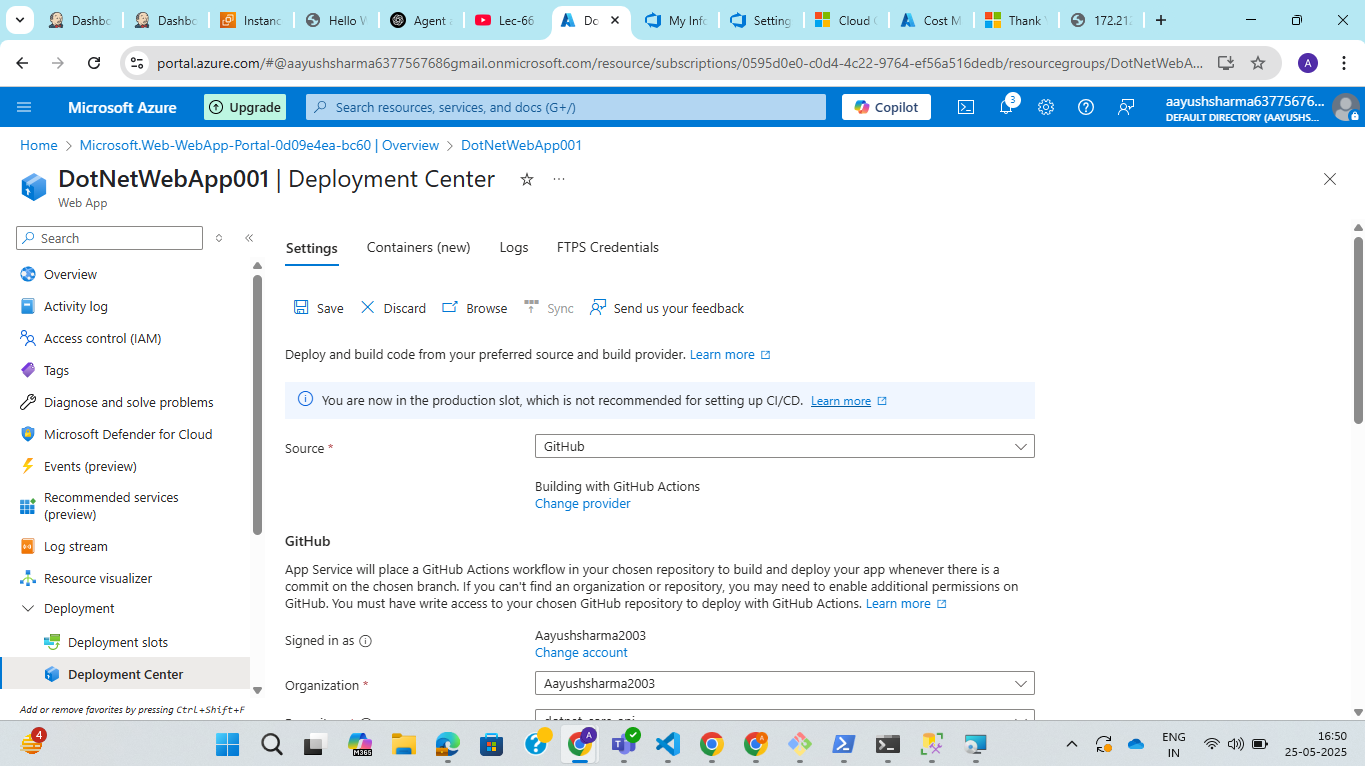 Dashbo
Dashbo
Instanc
Hello W
Agent a
Lec-66
Do
My Info
Setting
Cloud
Cost M
Thank
172.212
portal.azure.com/#@aayushsharma6377567686gmail.onmicrosoft.com/resource/subscriptions/0595d0e0-c0d4-4c22-9764-ef56a516dedb/resourcegroups/DotNetWebA...
A
Microsoft Azure
Upgrade
Search resources, services, and docs (G+/)
Copilot
3
aayushsharma63775676...
DEFAULT DIRECTORY (AAYUSHS...
Home > Microsoft.Web-WebApp-Portal-0d09e4ea-bc60 | Overview > DotNetWebApp001
DotNetWebApp001 | Deployment Center
Web App
Search
Overview
Activity log
Access control (IAM)
Tags
Diagnose and solve problems
Microsoft Defender for Cloud
Events (preview)
Recommended services
(preview)
Log stream
Resource visualizer
Deployment
Deployment slots
Deployment Center
Add or remove favorites by pressing Ctrl+Shift+F
Settings
Containers (new)
Logs
FTPS Credentials
Save
Discard
Browse
Sync
Send us your feedback
Deploy and build code from your preferred source and build provider. Learn more
You are now in the production slot, which is not recommended for setting up CI/CD. Learn more
Source *
GitHub
Building with GitHub Actions
Change provider
GitHub
App Service will place a GitHub Actions workflow in your chosen repository to build and deploy your app whenever there is a
commit on the chosen branch. If you can't find an organization or repository, you may need to enable additional permissions on
GitHub. You must have write access to your chosen GitHub repository to deploy with GitHub Actions. Learn more
Signed in as
Aayushsharma2003
Change account
Organization *
Aayushsharma2003
4
M365
A
ENG
IN
16:50
25-05-2025